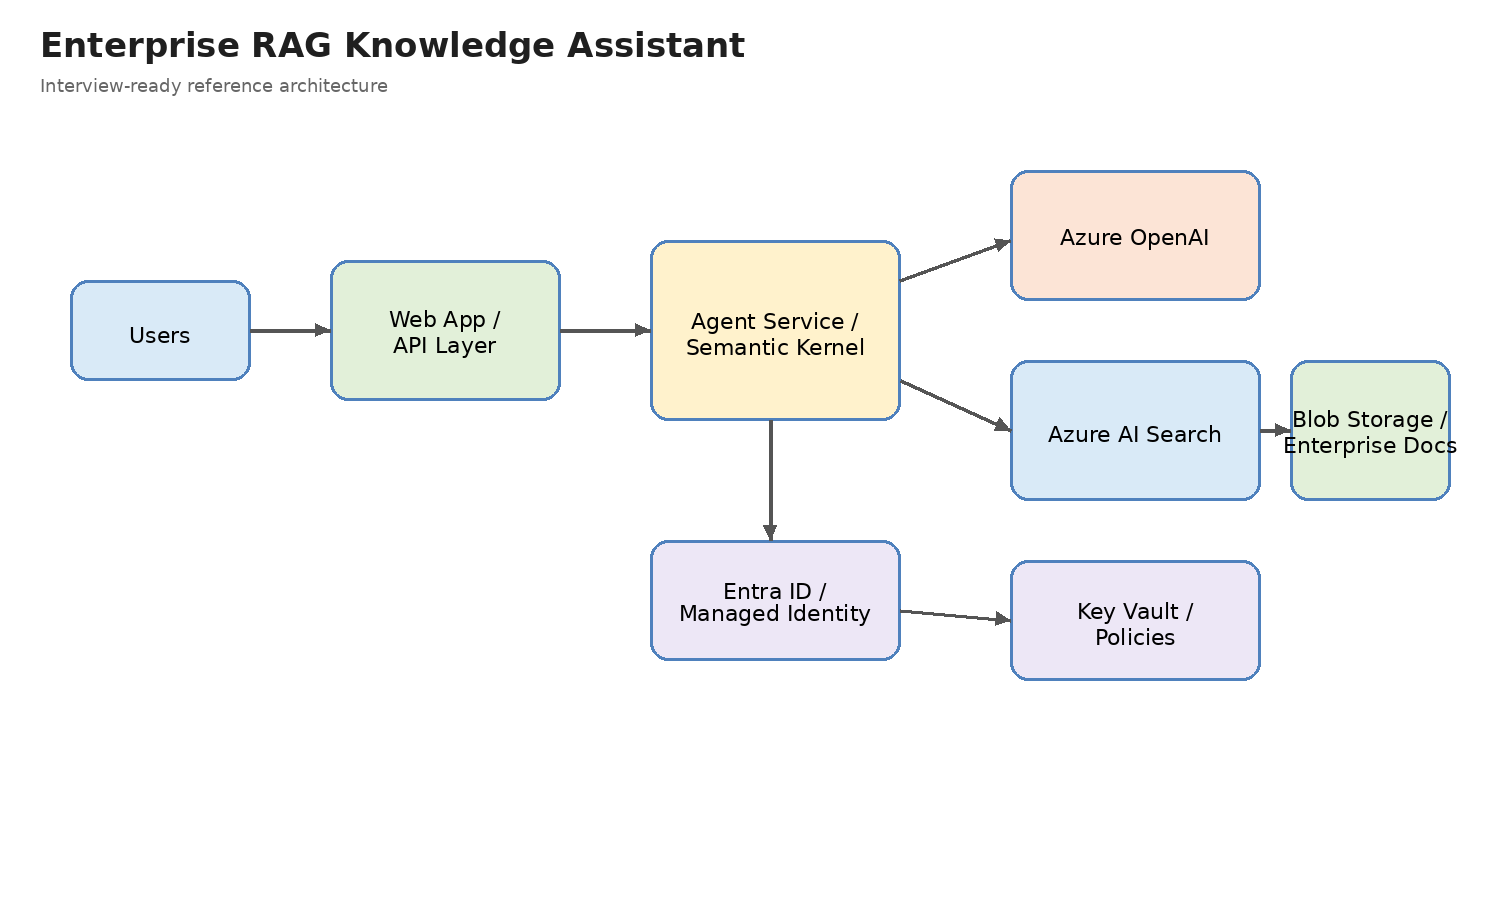 Enterprise RAG Knowledge Assistant
Interview-ready reference architecture
Users
Web App /
API Layer
Agent Service /
Semantic Kernel
Azure OpenAI
Azure AI Search
Blob Storage /
Enterprise Docs
Entra ID /
Managed Identity
Key Vault /
Policies